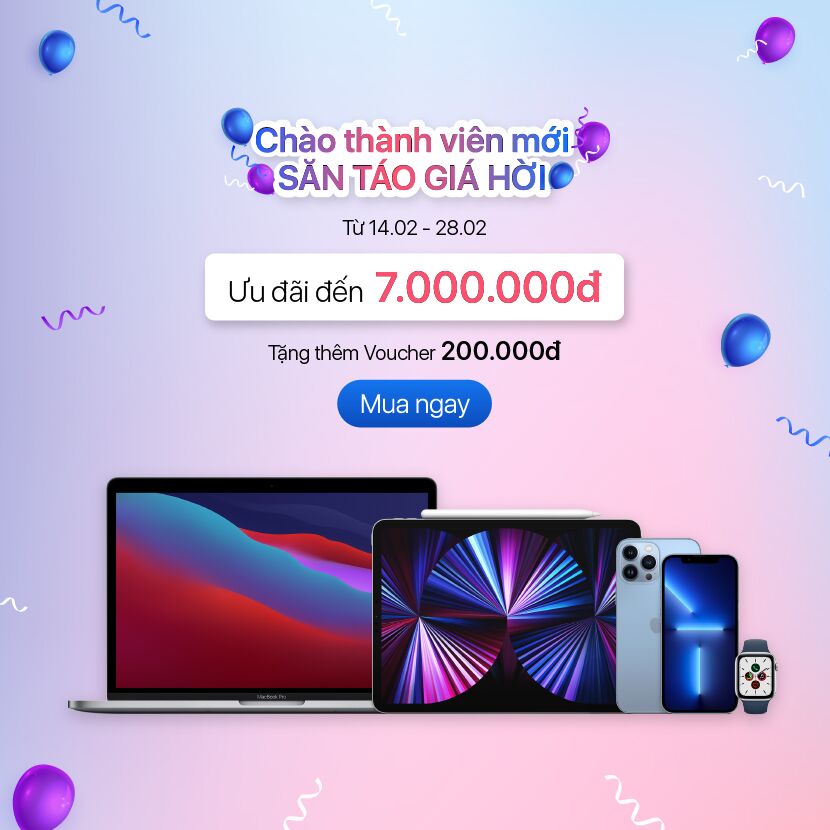 Chào thành viên mới
SĂN TÁO GIÁ HỜI
Từ 14.02 - 28.02
Ưu đãi đến 7.000.000đ
Tặng thêm Voucher 200.000đ
Mua ngay
MacBook Pro